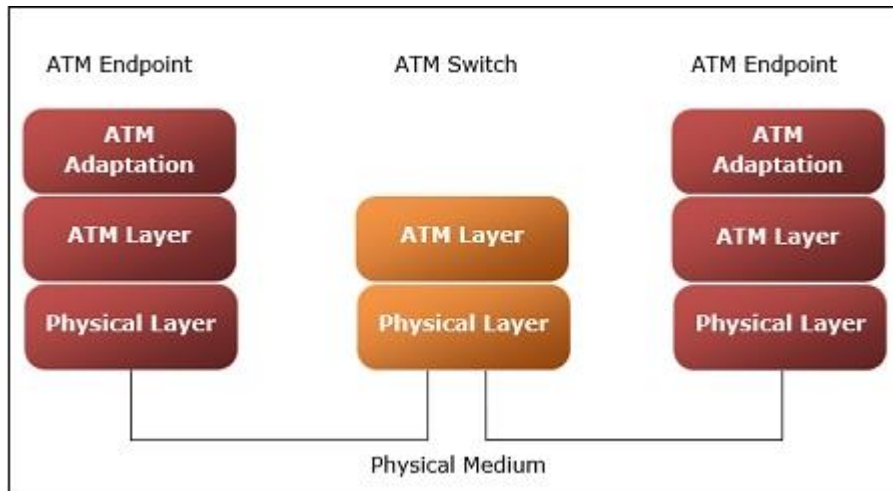 ATM Endpoint
ATM Switch
ATM Endpoint
ATM
Adaptation
ATM
Adaptation
ATM Layer
ATM Layer
ATM Layer
Physical Layer
Physical Layer
Physical Layer
Physical Medium